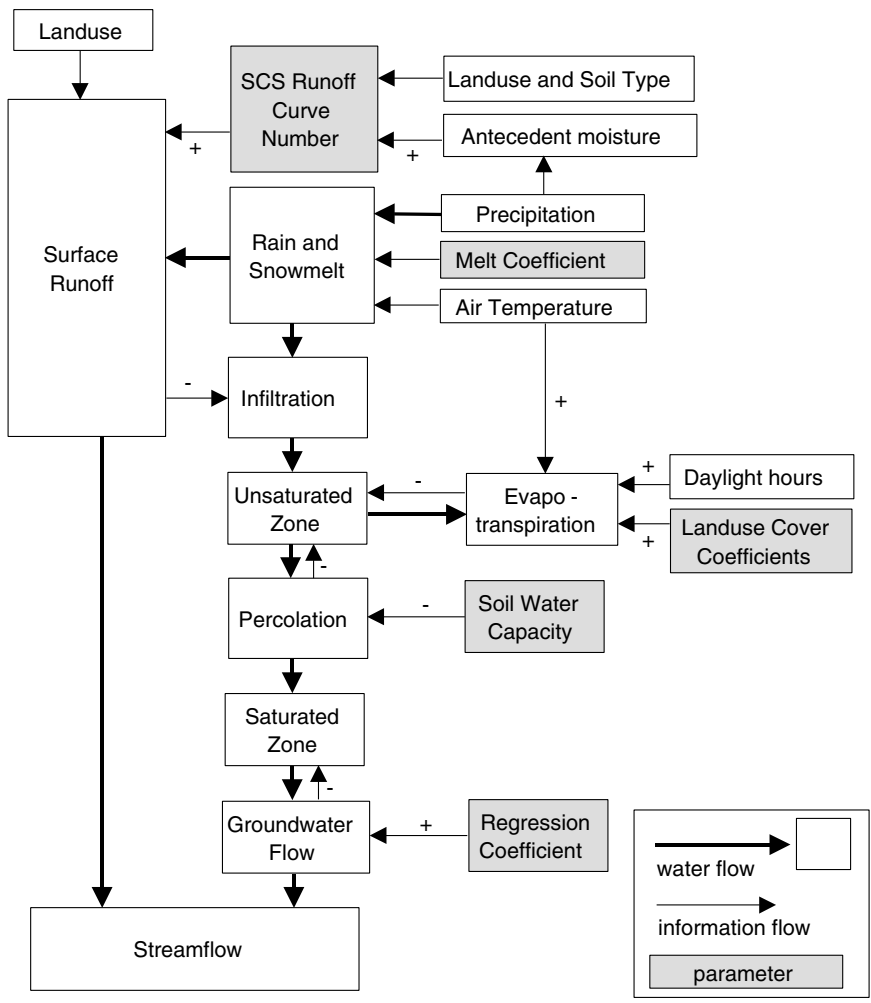 Landuse
SCS Runoff
Curve
Number
Landuse and Soil Type
+
+
Antecedent moisture
Surface
Runoff
Rain and
Snowmelt
Precipitation
Melt Coefficient
Air Temperature
-
Infiltration
+
Unsaturated
Zone
-
Evapo -
transpiration
+
Daylight hours
+
Landuse Cover
Coefficients
-
Percolation
-
Soil Water
Capacity
Saturated
Zone
-
Groundwater
Flow
+
Regression
Coefficient
Streamflow
water flow
information flow
parameter